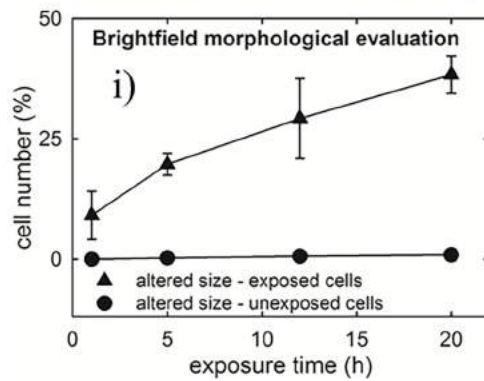 Brightfield morphological evaluation
i)
50
25
0
cell number (%)
▲ altered size - exposed cells
● altered size - unexposed cells
0 5 10 15 20
exposure time (h)